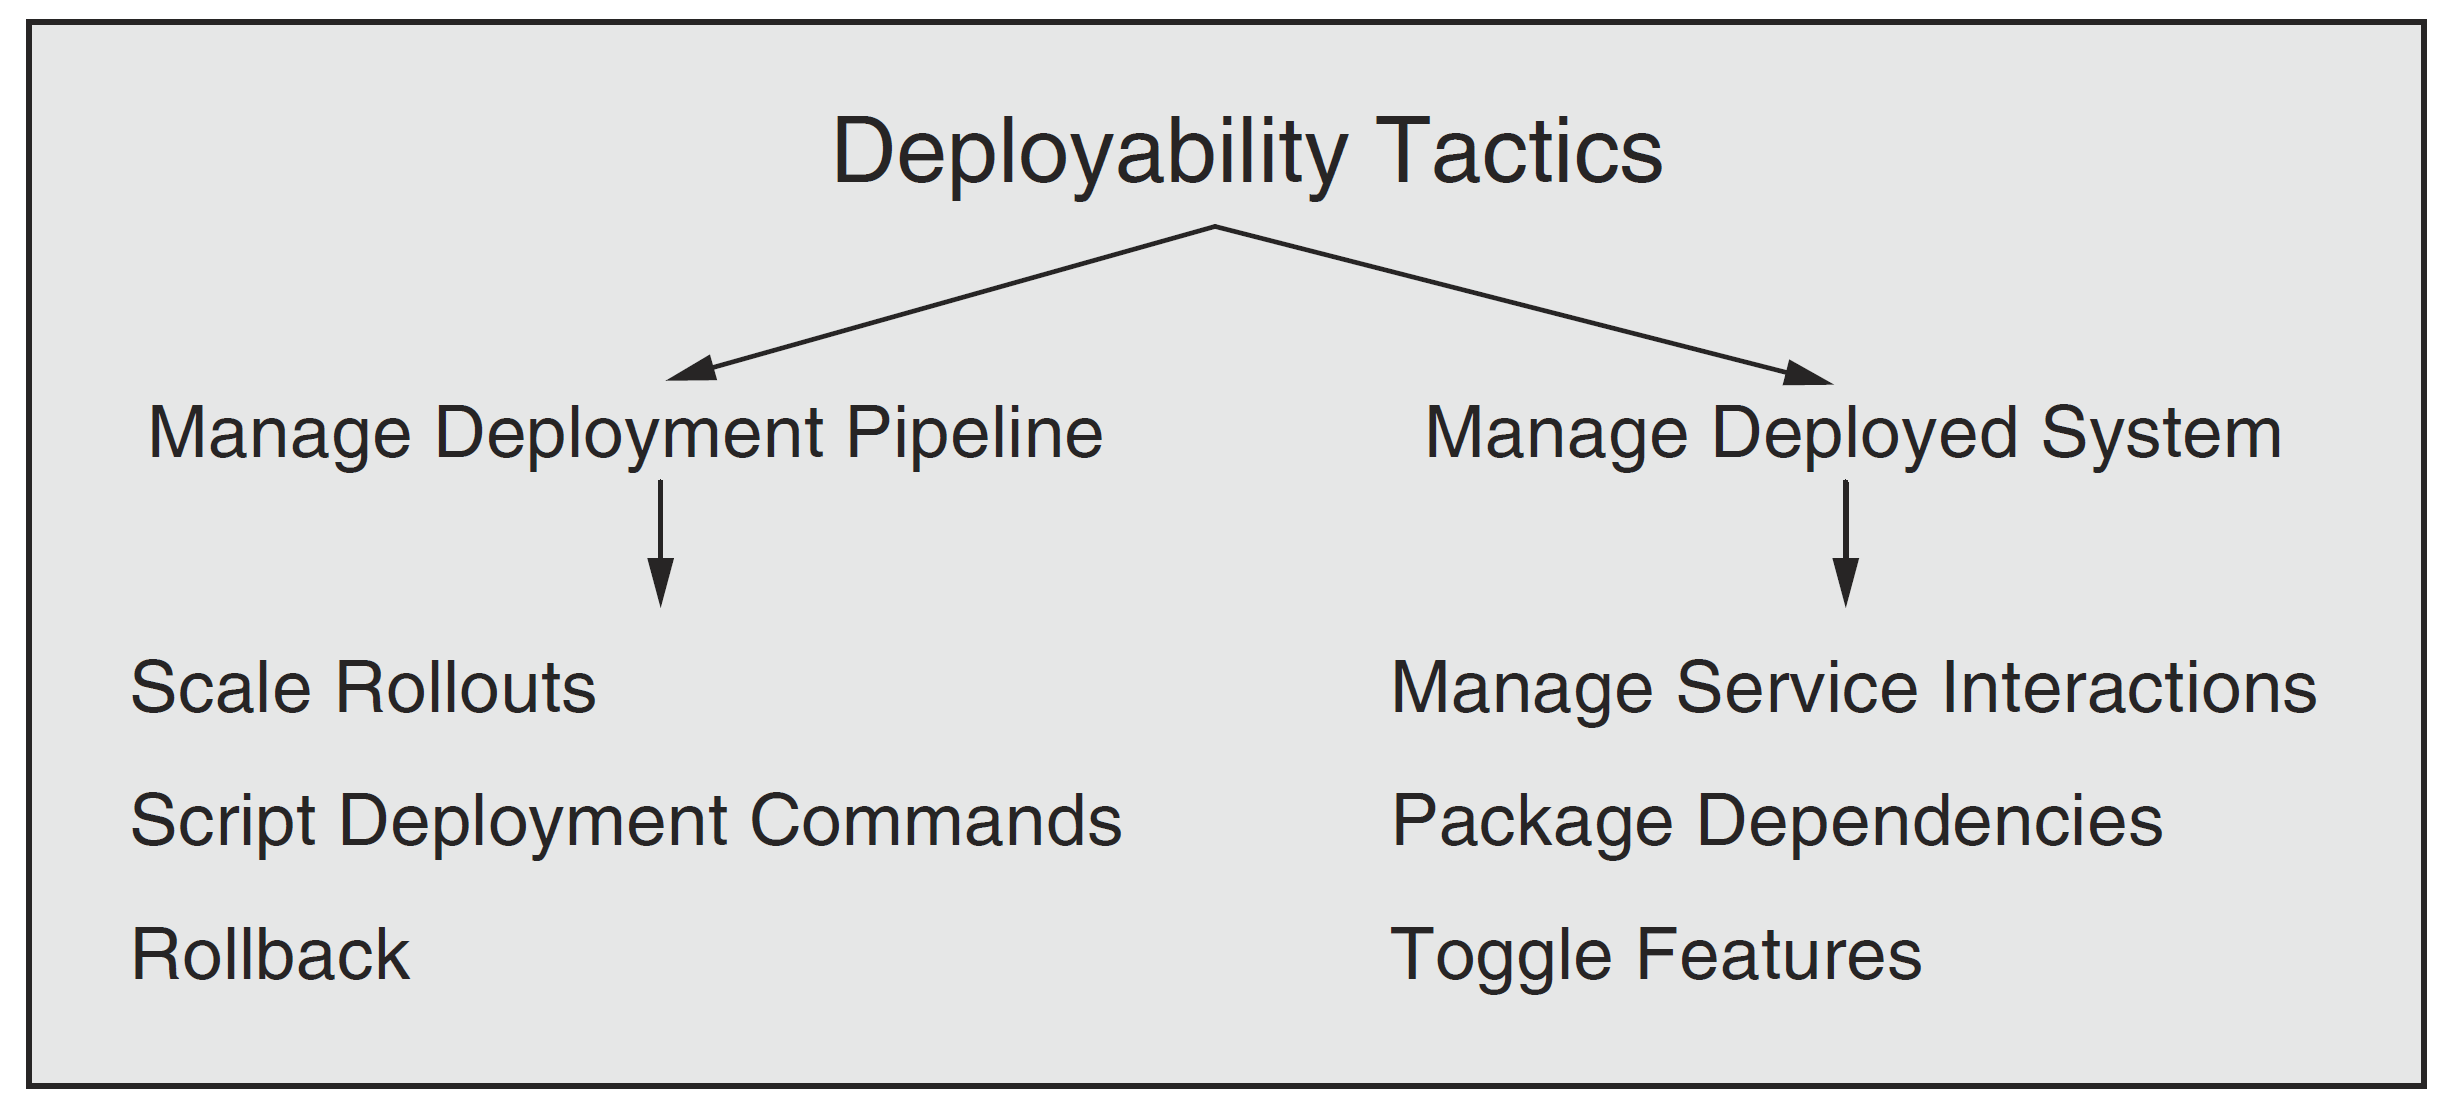 Deployability Tactics
Manage Deployment Pipeline
Scale Rollouts
Script Deployment Commands
Rollback
Manage Deployed System
Manage Service Interactions
Package Dependencies
Toggle Features